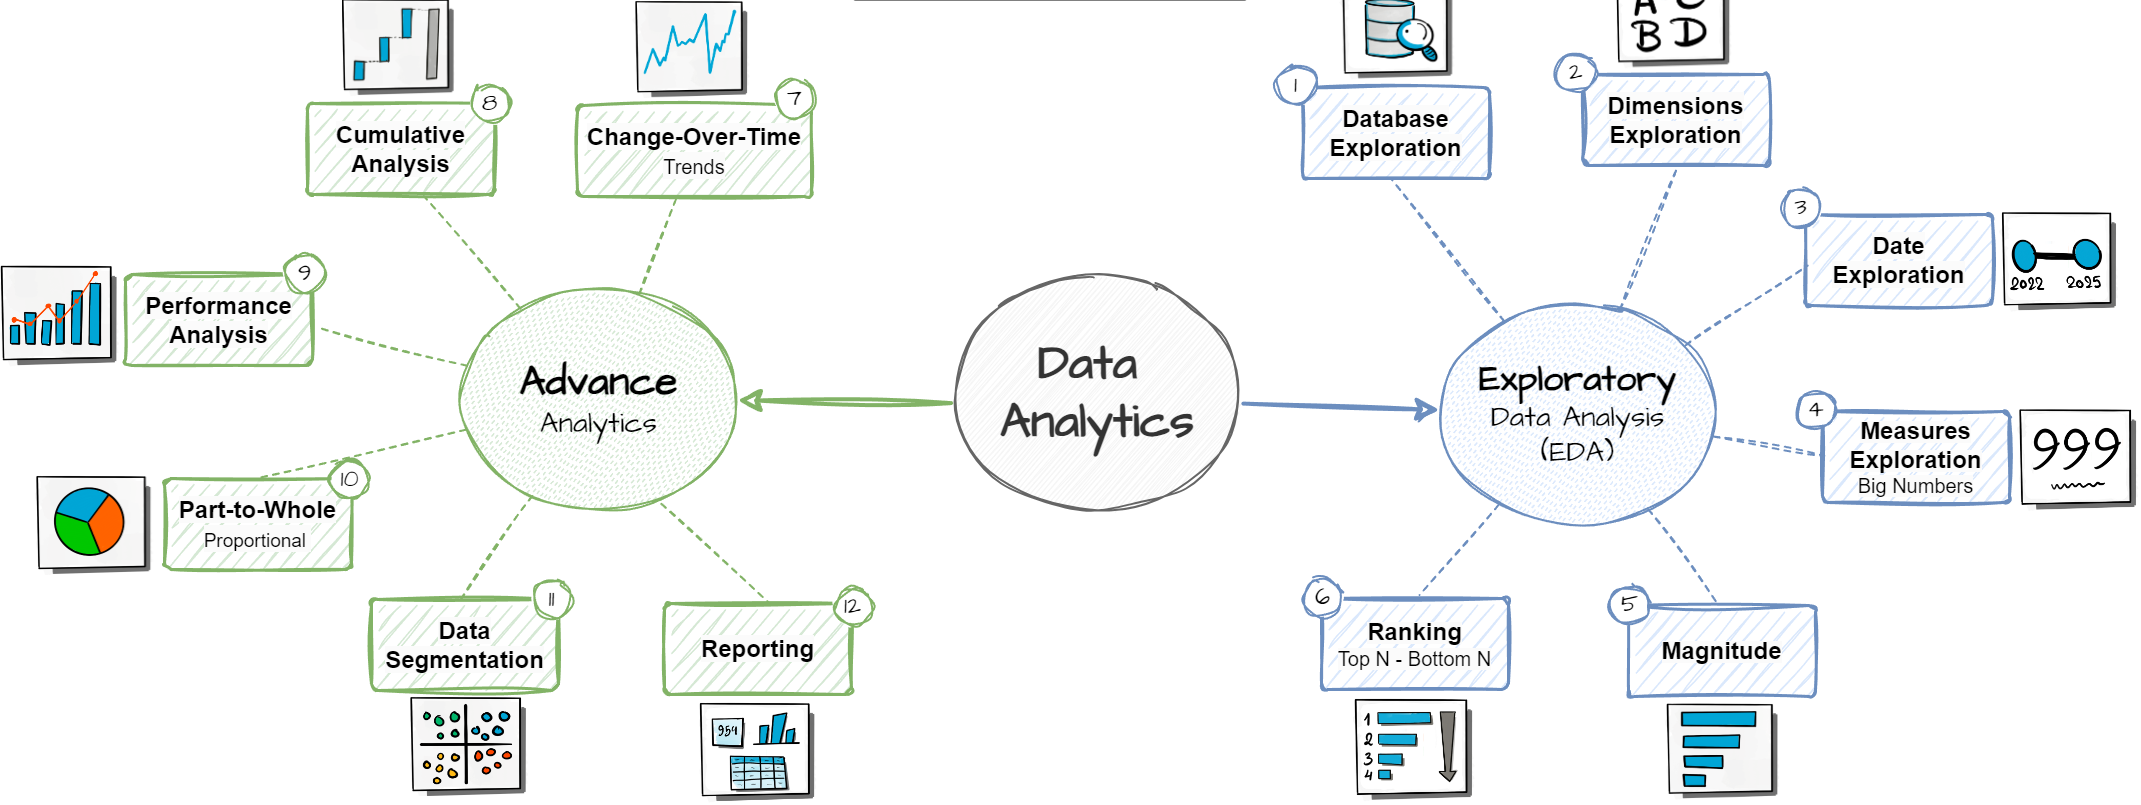 8
Cumulative
Analysis
7
Change-Over-Time
Trends
9
Performance
Analysis
10
Part-to-Whole
Proportional
11
Data
Segmentation
12
Reporting
954
Advance
Analytics
Data
Analytics
Exploratory
Data Analysis
(EDA)
1
Database
Exploration
A C
B D
2
Dimensions
Exploration
3
Date
Exploration
2022 2025
4
Measures
Exploration
Big Numbers
999
5
Magnitude
6
Ranking
Top N - Bottom N
1
2
3
4